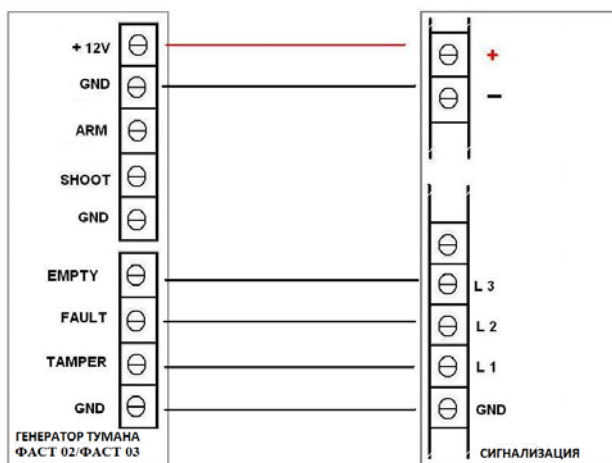 + 12V
GND
ARM
SHOOT
GND
EMPTY
FAULT
TAMPER
GND
ГЕНЕРАТОР ТУМАНА
ФАСТ 02/ФАСТ 03
+
−
L 3
L 2
L 1
GND
СИГНАЛИЗАЦИЯ